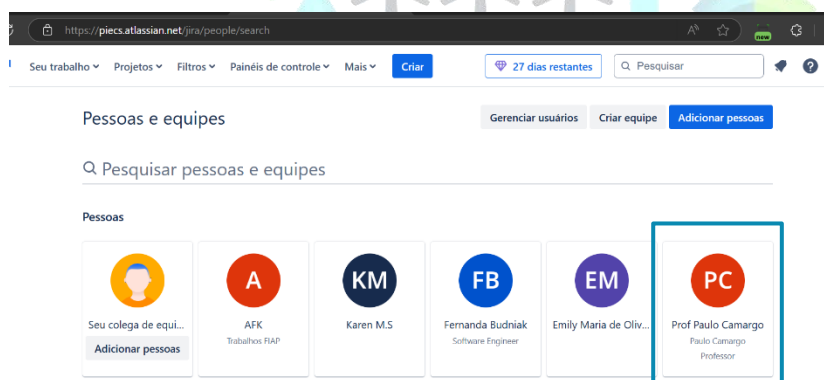 https://piecs.atlassian.net/jira/people/search
new
Seu trabalho Projetos Filtros Painéis de controle Mais Criar 27 dias restantes Pesquisar
Pessoas e equipes
Gerenciar usuários Criar equipe Adicionar pessoas
Pesquisar pessoas e equipes
Pessoas
A KM FB EM PC
Seu colega de equi... AFK Karen M.S Fernanda Budniak Emily Maria de Oliv... Prof Paulo Camargo
Adicionar pessoas Trabalhos FIAP Software Engineer Paulo Camargo
Professor